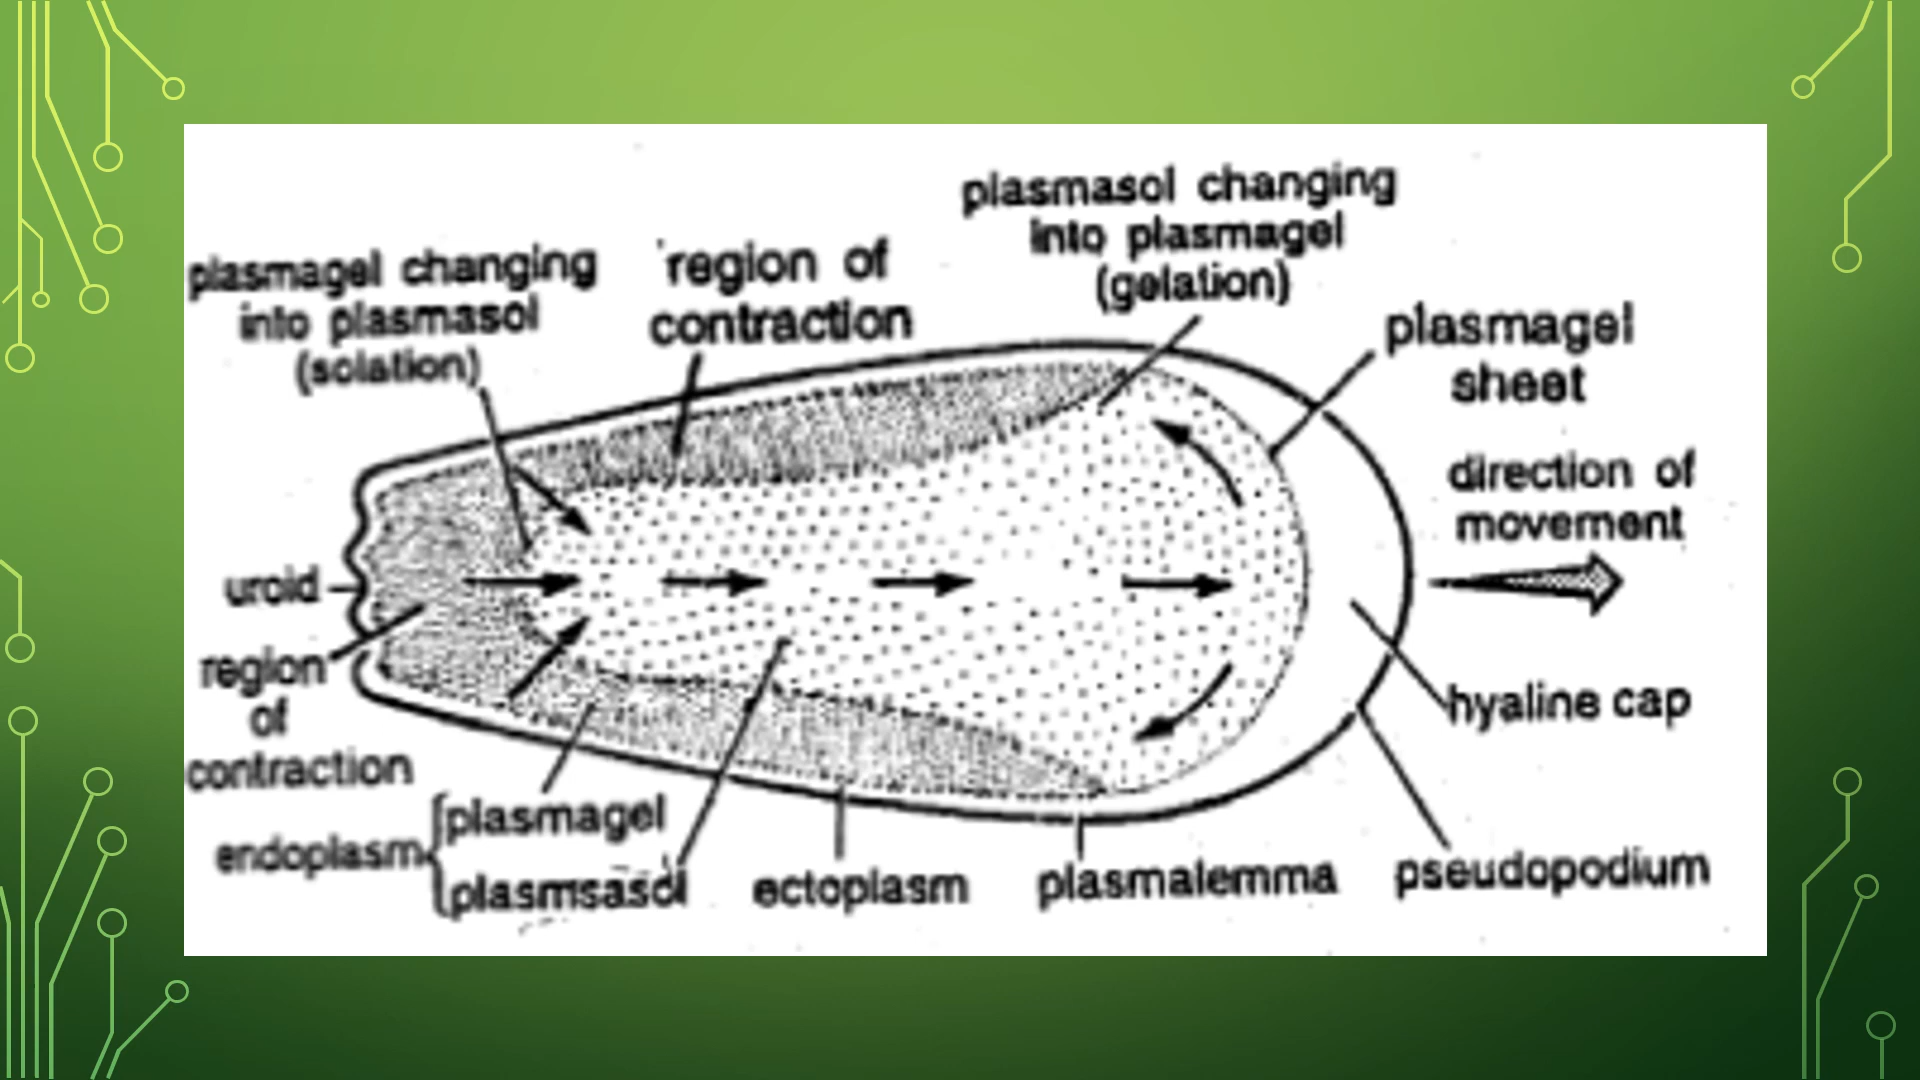 plasmasol changing
into plasmagel
(gelation)
plasmagel changing
into plasmasol
(sclation)
region of
contraction
plasmagel
sheet
direction of
movement
uroid
region
of
contraction
hyaline cap
endoplasm
plasmagel
plasmsasol
ectoplasm
plasmalemma
pseudopodium